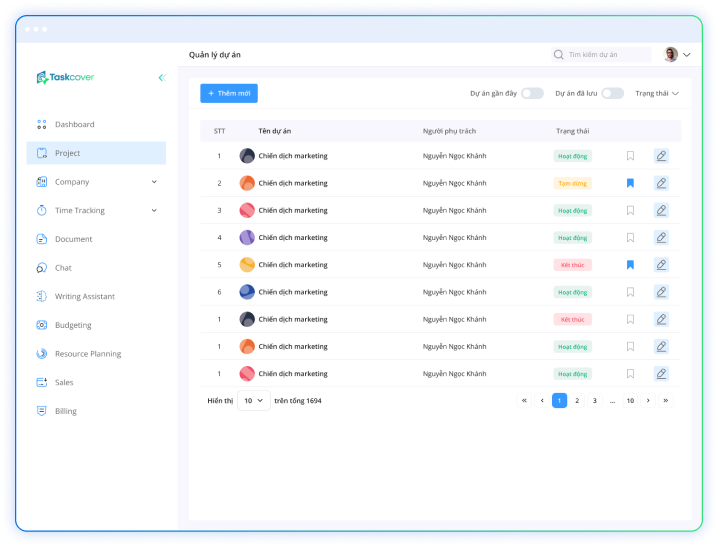 Quản lý dự án
Tìm kiếm dự án
Taskcover
+ Thêm mới
Dự án gần đây
Dự án đã lưu
Trạng thái
Dashboard
Project
Company
Time Tracking
Document
Chat
Writing Assistant
Budgeting
Resource Planning
Sales
Billing
STT Tên dự án Người phụ trách Trạng thái
1 Chiến dịch marketing Nguyễn Ngọc Khánh Hoạt động
2 Chiến dịch marketing Nguyễn Ngọc Khánh Tạm dừng
3 Chiến dịch marketing Nguyễn Ngọc Khánh Hoạt động
4 Chiến dịch marketing Nguyễn Ngọc Khánh Hoạt động
5 Chiến dịch marketing Nguyễn Ngọc Khánh Kết thúc
6 Chiến dịch marketing Nguyễn Ngọc Khánh Hoạt động
1 Chiến dịch marketing Nguyễn Ngọc Khánh Kết thúc
1 Chiến dịch marketing Nguyễn Ngọc Khánh Hoạt động
1 Chiến dịch marketing Nguyễn Ngọc Khánh Hoạt động
Hiển thị 10 trên tổng 1694
« ‹ 1 2 3 ... 10 › »